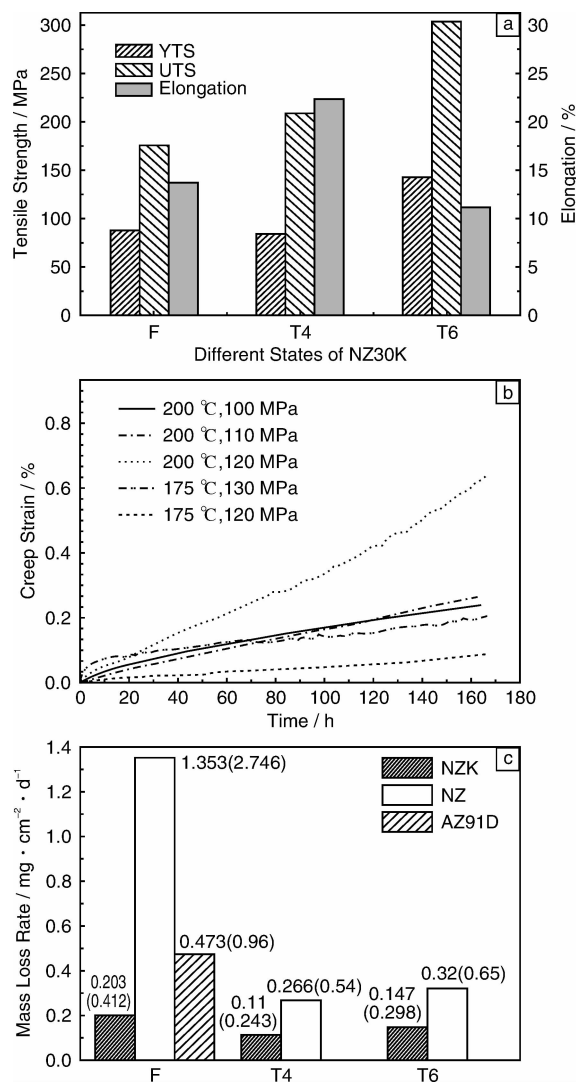 a
300
250
200
150
100
50
0
Tensile Strength / MPa
YTS
UTS
Elongation
30
25
20
15
10
5
0
Elongation / %
F
T4
T6
Different States of NZ30K
b
0.8
0.6
0.4
0.2
0.0
Creep Strain / %
200 ℃,100 MPa
200 ℃,110 MPa
200 ℃,120 MPa
175 ℃,130 MPa
175 ℃,120 MPa
0
20
40
60
80
100
120
140
160
180
Time / h
c
1.4
1.2
1.0
0.8
0.6
0.4
0.2
0.0
Mass Loss Rate / mg·cm⁻²·d⁻¹
NZK
NZ
AZ91D
1.353(2.746)
0.473(0.96)
0.203
(0.412)
0.11
(0.243)
0.266(0.54)
0.147
(0.298)
0.32(0.65)
F
T4
T6